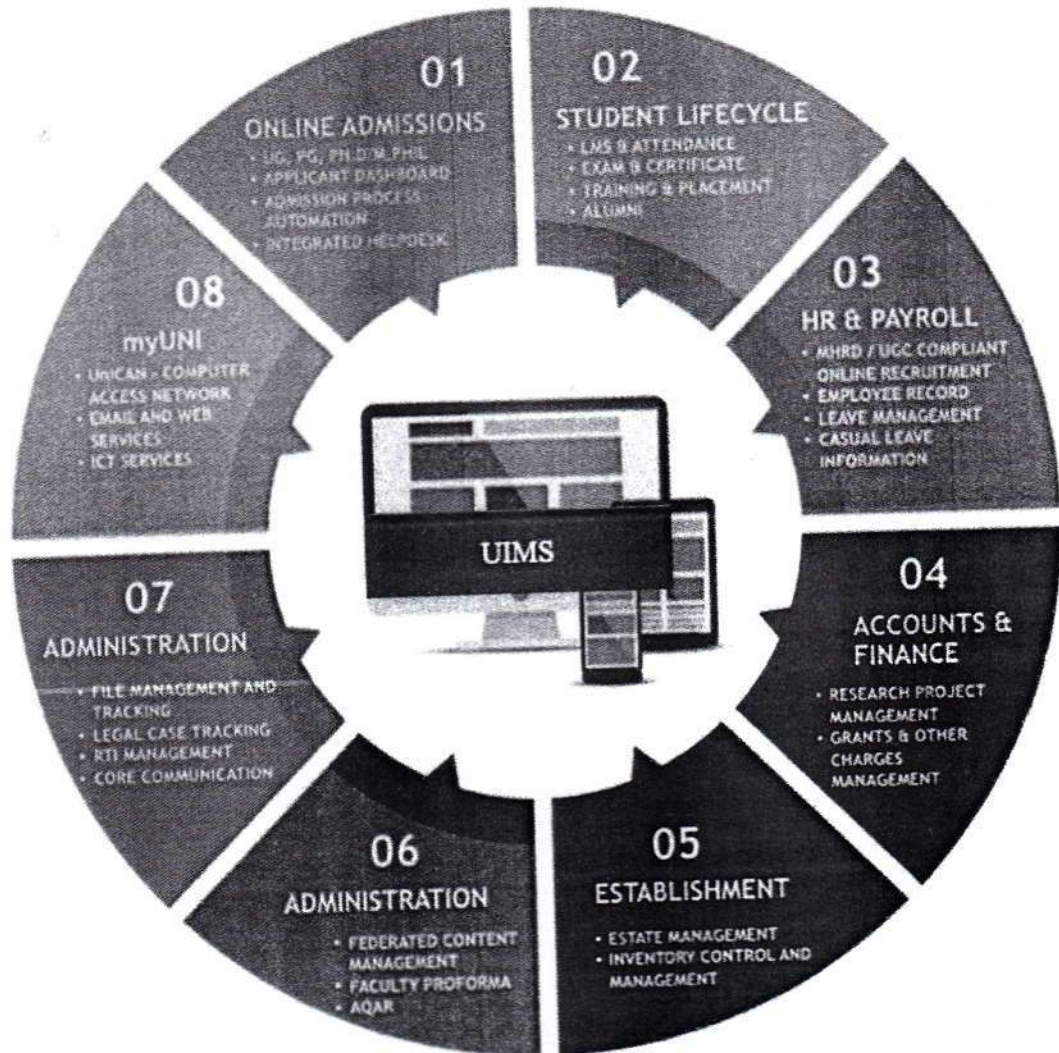 01
ONLINE ADMISSIONS
• UG, PG, PH.D M.PHIL
• APPLICANT DASHBOARD
• ADMISSION PROCESS
AUTOMATION
• INTEGRATED HELPDESK
02
STUDENT LIFECYCLE
• LMS & ATTENDANCE
• EXAM & CERTIFICATE
• TRAINING & PLACEMENT
• ALUMNI
03
HR & PAYROLL
• MHRD / UGC COMPLIANT
ONLINE RECRUITMENT
• EMPLOYEE RECORD
• LEAVE MANAGEMENT
• CASUAL LEAVE
INFORMATION
04
ACCOUNTS &
FINANCE
• RESEARCH PROJECT
MANAGEMENT
• GRANTS & OTHER
CHARGES
MANAGEMENT
05
ESTABLISHMENT
• ESTATE MANAGEMENT
• INVENTORY CONTROL AND
MANAGEMENT
06
ADMINISTRATION
• FEDERATED CONTENT
MANAGEMENT
• FACULTY PROFORMA
• AQAR
07
ADMINISTRATION
• FILE MANAGEMENT AND
TRACKING
• LEGAL CASE TRACKING
• RTI MANAGEMENT
• CORE COMMUNICATION
08
myUNI
• UniCAN - COMPUTER
ACCESS NETWORK
• EMAIL AND WEB
SERVICES
• ICT SERVICES
UIMS